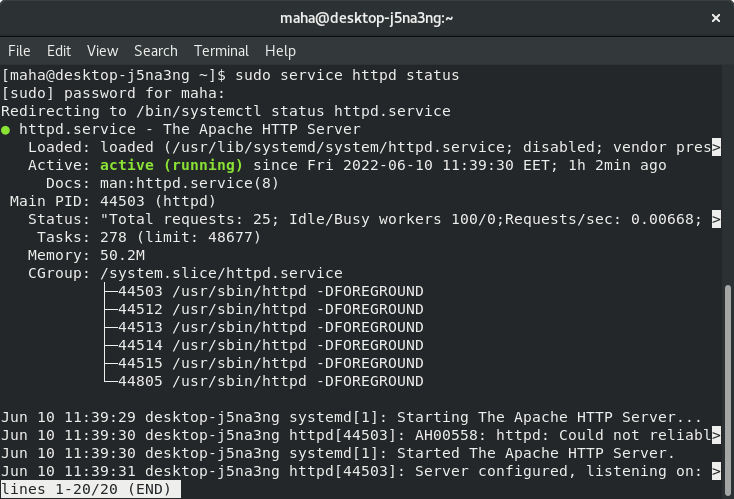 maha@desktop-j5na3ng:~
×
File Edit View Search Terminal Help
[maha@desktop-j5na3ng ~]$ sudo service httpd status
[sudo] password for maha:
Redirecting to /bin/systemctl status httpd.service
● httpd.service - The Apache HTTP Server
   Loaded: loaded (/usr/lib/systemd/system/httpd.service; disabled; vendor pres>
   Active: active (running) since Fri 2022-06-10 11:39:30 EET; 1h 2min ago
     Docs: man:httpd.service(8)
 Main PID: 44503 (httpd)
   Status: "Total requests: 25; Idle/Busy workers 100/0;Requests/sec: 0.00668; >
    Tasks: 278 (limit: 48677)
   Memory: 50.2M
   CGroup: /system.slice/httpd.service
           ├─44503 /usr/sbin/httpd -DFOREGROUND
           ├─44512 /usr/sbin/httpd -DFOREGROUND
           ├─44513 /usr/sbin/httpd -DFOREGROUND
           ├─44514 /usr/sbin/httpd -DFOREGROUND
           ├─44515 /usr/sbin/httpd -DFOREGROUND
           └─44805 /usr/sbin/httpd -DFOREGROUND
Jun 10 11:39:29 desktop-j5na3ng systemd[1]: Starting The Apache HTTP Server...
Jun 10 11:39:30 desktop-j5na3ng httpd[44503]: AH00558: httpd: Could not reliabl>
Jun 10 11:39:30 desktop-j5na3ng systemd[1]: Started The Apache HTTP Server.
Jun 10 11:39:31 desktop-j5na3ng httpd[44503]: Server configured, listening on: >
lines 1-20/20 (END)